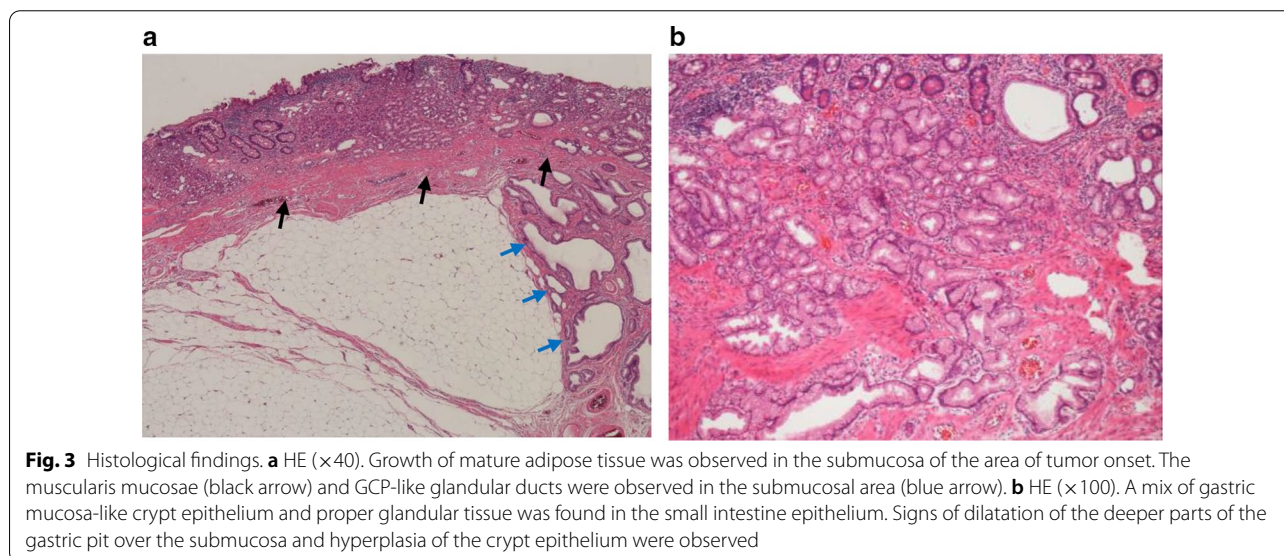 a
b
Fig. 3 Histological findings. a HE (×40). Growth of mature adipose tissue was observed in the submucosa of the area of tumor onset. The
muscularis mucosae (black arrow) and GCP-like glandular ducts were observed in the submucosal area (blue arrow). b HE (×100). A mix of gastric
mucosa-like crypt epithelium and proper glandular tissue was found in the small intestine epithelium. Signs of dilatation of the deeper parts of the
gastric pit over the submucosa and hyperplasia of the crypt epithelium were observed